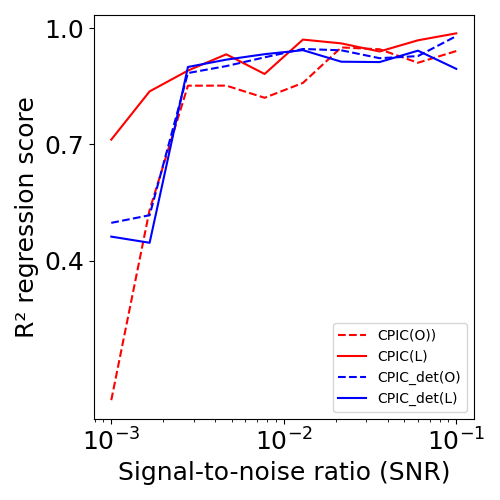 1.0
0.7
0.4
R² regression score
CPIC(O))
CPIC(L)
CPIC_det(O)
CPIC_det(L)
10⁻³
10⁻²
10⁻¹
Signal-to-noise ratio (SNR)